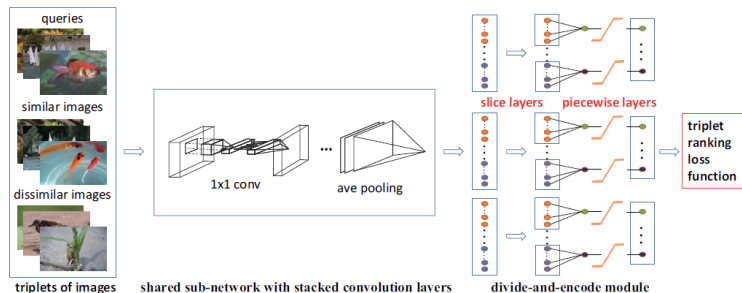 queries
similar images
dissimilar images
triplets of images
1x1 conv
...
ave pooling
shared sub-network with stacked convolution layers
slice layers
piecewise layers
divide-and-encode module
triplet
ranking
loss
function